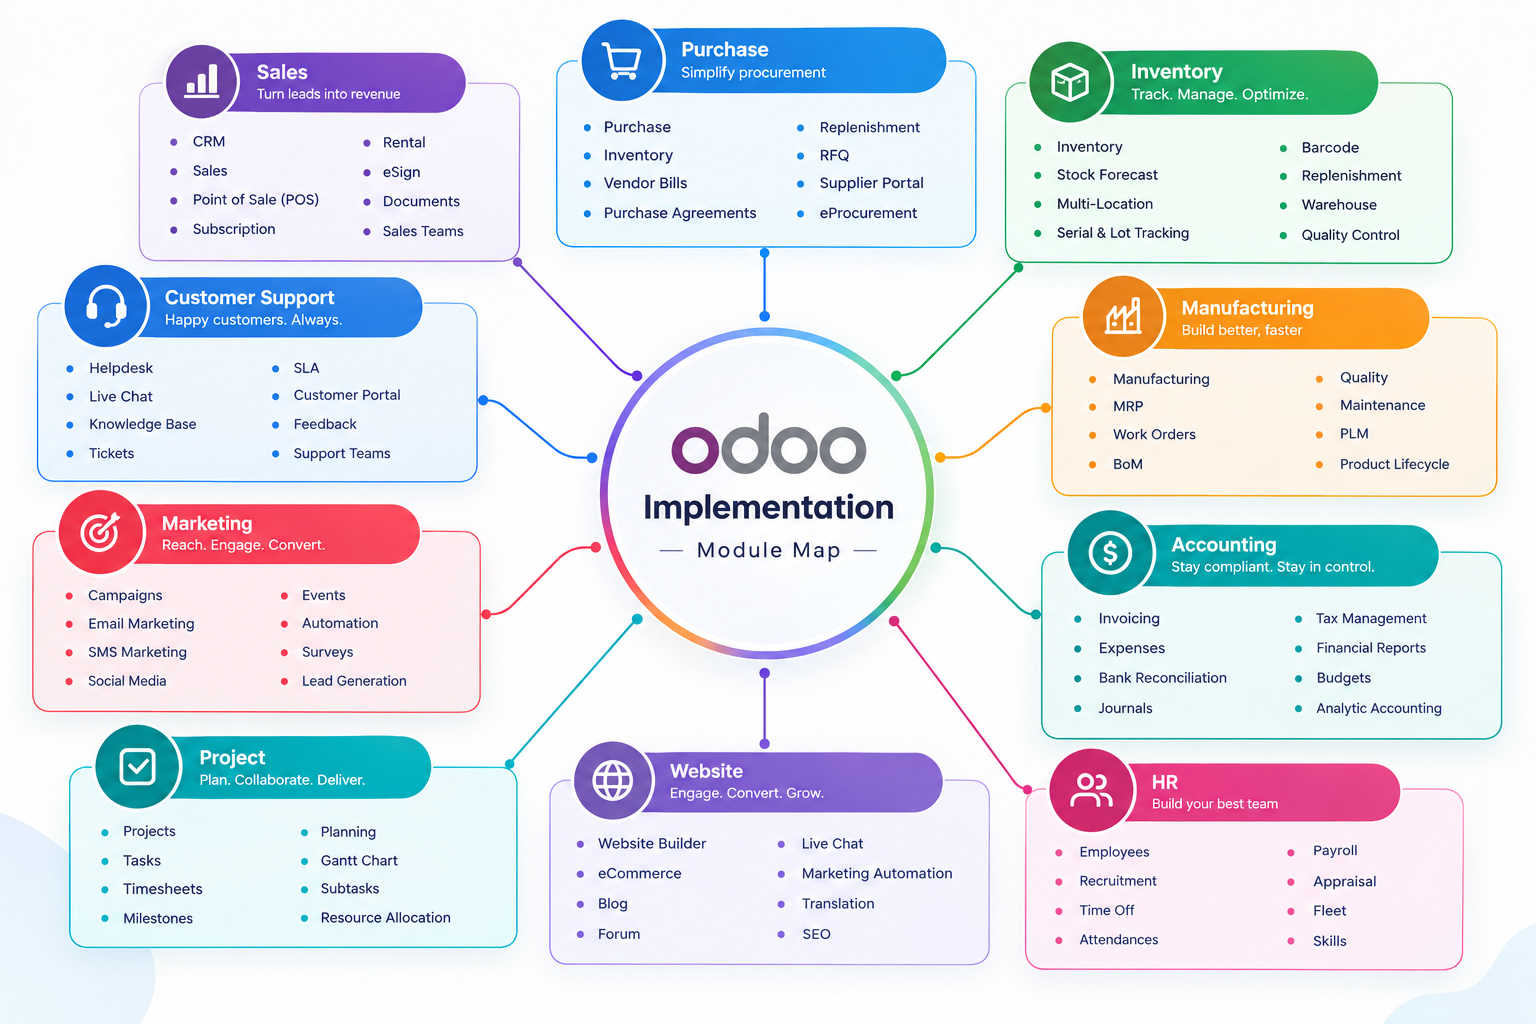 Sales
Turn leads into revenue
CRM
Sales
Point of Sale (POS)
Subscription
Rental
eSign
Documents
Sales Teams
Purchase
Simplify procurement
Purchase
Inventory
Vendor Bills
Purchase Agreements
Replenishment
RFQ
Supplier Portal
eProcurement
Inventory
Track. Manage. Optimize.
Inventory
Stock Forecast
Multi-Location
Serial & Lot Tracking
Barcode
Replenishment
Warehouse
Quality Control
Customer Support
Happy customers. Always.
Helpdesk
Live Chat
Knowledge Base
Tickets
SLA
Customer Portal
Feedback
Support Teams
odoo
Implementation
Module Map
Manufacturing
Build better, faster
Manufacturing
MRP
Work Orders
BoM
Quality
Maintenance
PLM
Product Lifecycle
Marketing
Reach. Engage. Convert.
Campaigns
Email Marketing
SMS Marketing
Social Media
Events
Automation
Surveys
Lead Generation
Accounting
Stay compliant. Stay in control.
Invoicing
Expenses
Bank Reconciliation
Journals
Tax Management
Financial Reports
Budgets
Analytic Accounting
Project
Plan. Collaborate. Deliver.
Projects
Tasks
Timesheets
Milestones
Planning
Gantt Chart
Subtasks
Resource Allocation
Website
Engage. Convert. Grow.
Website Builder
eCommerce
Blog
Forum
Live Chat
Marketing Automation
Translation
SEO
HR
Build your best team
Employees
Recruitment
Time Off
Attendances
Payroll
Appraisal
Fleet
Skills